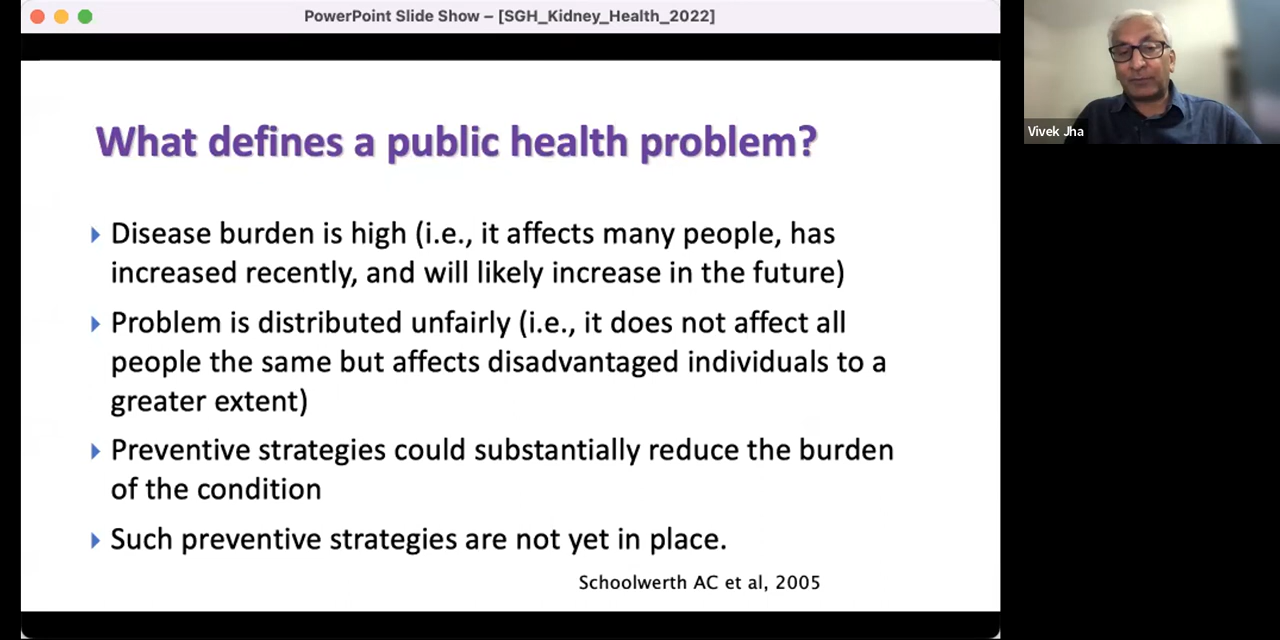 PowerPoint Slide Show – [SGH_Kidney_Health_2022]
What defines a public health problem?
Disease burden is high (i.e., it affects many people, has
increased recently, and will likely increase in the future)
Problem is distributed unfairly (i.e., it does not affect all
people the same but affects disadvantaged individuals to a
greater extent)
Preventive strategies could substantially reduce the burden
of the condition
Such preventive strategies are not yet in place.
Schoolwerth AC et al, 2005
Vivek Jha